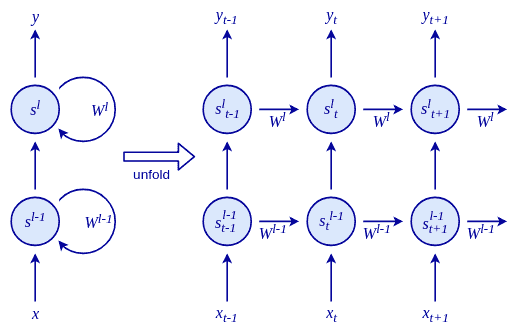 y y_{t-1} y_t y_{t+1}
s^l W^l s^l_{t-1} W^l s^l_t W^l s^l_{t+1} W^l
unfold
s^{l-1} W^{l-1} s^{l-1}_{t-1} W^{l-1} s^{l-1}_t W^{l-1} s^{l-1}_{t+1} W^{l-1}
x x_{t-1} x_t x_{t+1}